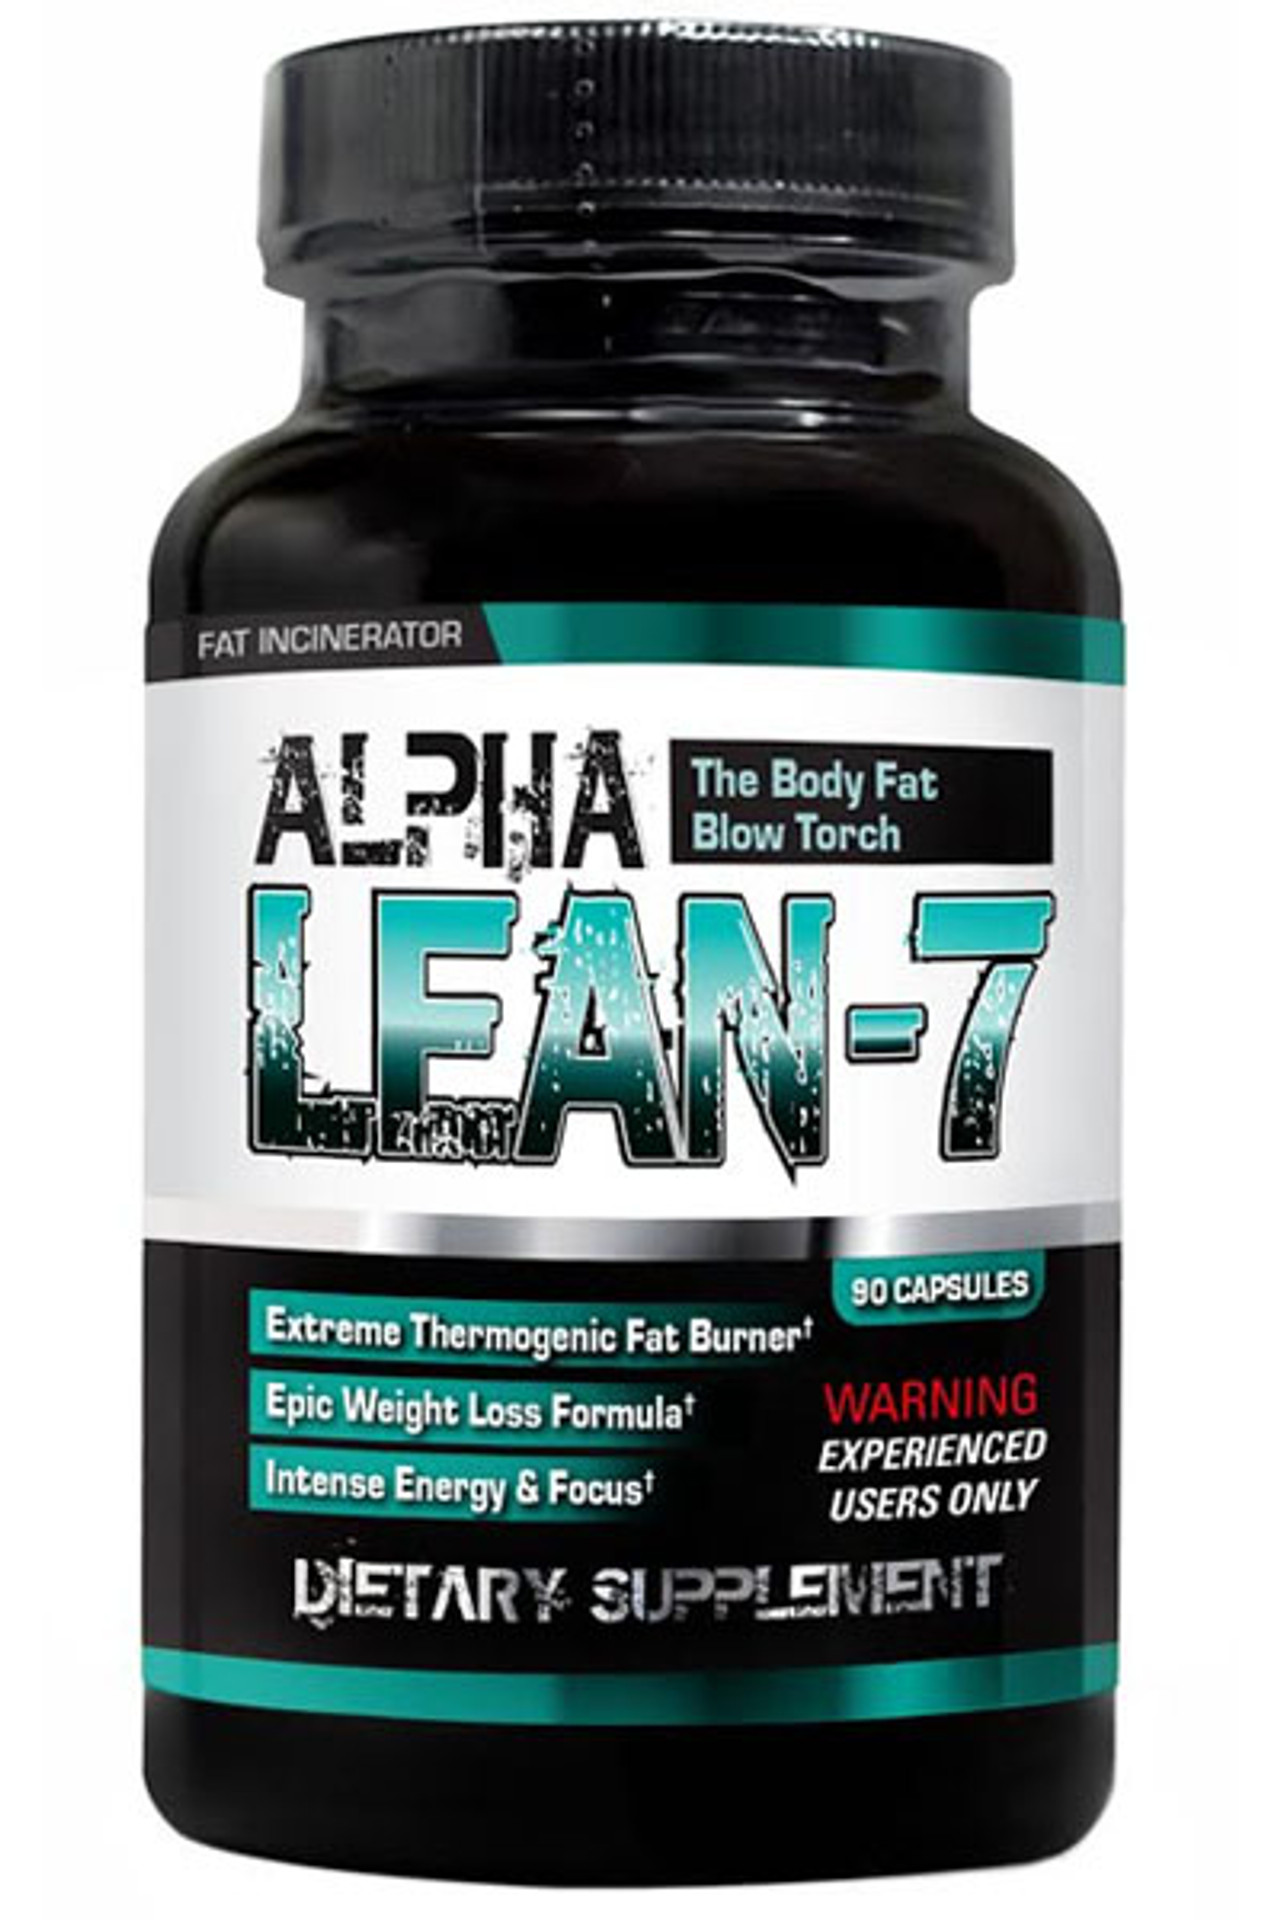 FAT INCINERATOR
ALPHA
The Body Fat
Blow Torch
LEAN-7
90 CAPSULES
Extreme Thermogenic Fat Burner†
Epic Weight Loss Formula†
Intense Energy & Focus†
WARNING
EXPERIENCED
USERS ONLY
DIETARY SUPPLEMENT